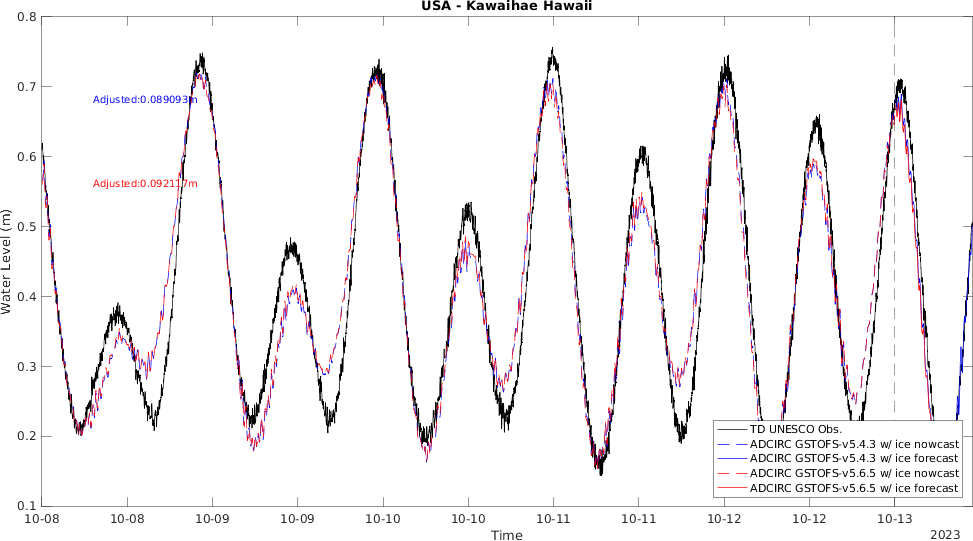 USA - Kawaihae Hawaii
0.8
0.7
0.6
0.5
0.4
0.3
0.2
0.1
Water Level (m)
Adjusted:0.089093m
Adjusted:0.092117m
TD UNESCO Obs.
ADCIRC GSTOFS-v5.4.3 w/ ice nowcast
ADCIRC GSTOFS-v5.4.3 w/ ice forecast
ADCIRC GSTOFS-v5.6.5 w/ ice nowcast
ADCIRC GSTOFS-v5.6.5 w/ ice forecast
10-08 10-08 10-09 10-09 10-10 10-10 10-11 10-11 10-12 10-12 10-13
Time
2023